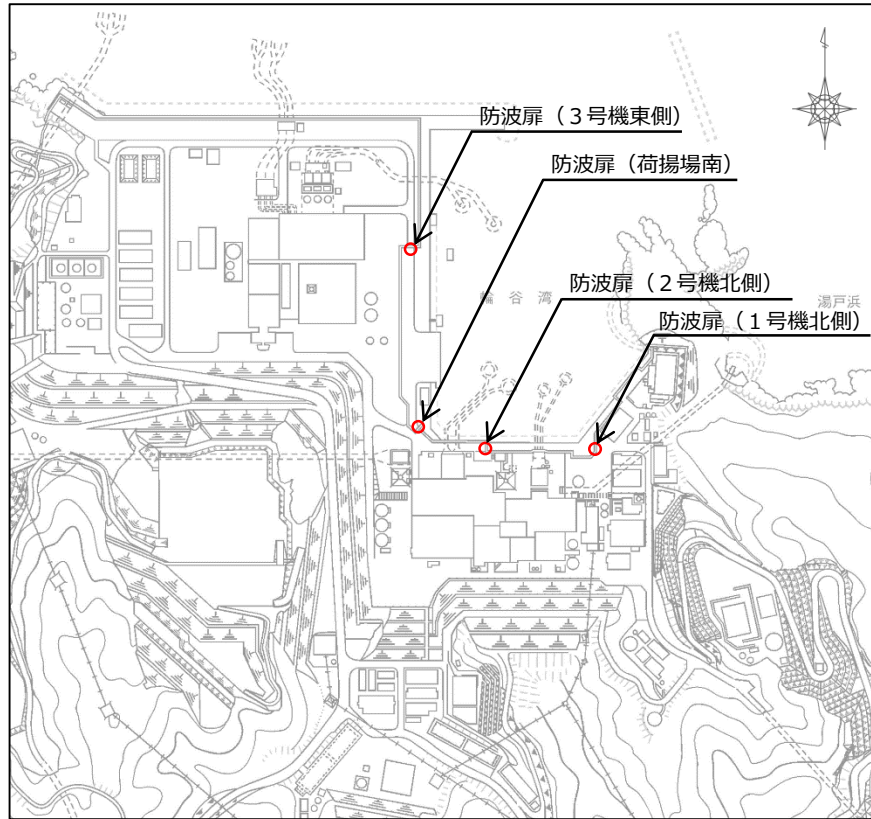 防波扉（３号機東側）
防波扉（荷揚場南）
防波扉（２号機北側）
輪谷湾
湯戸浜
防波扉（１号機北側）